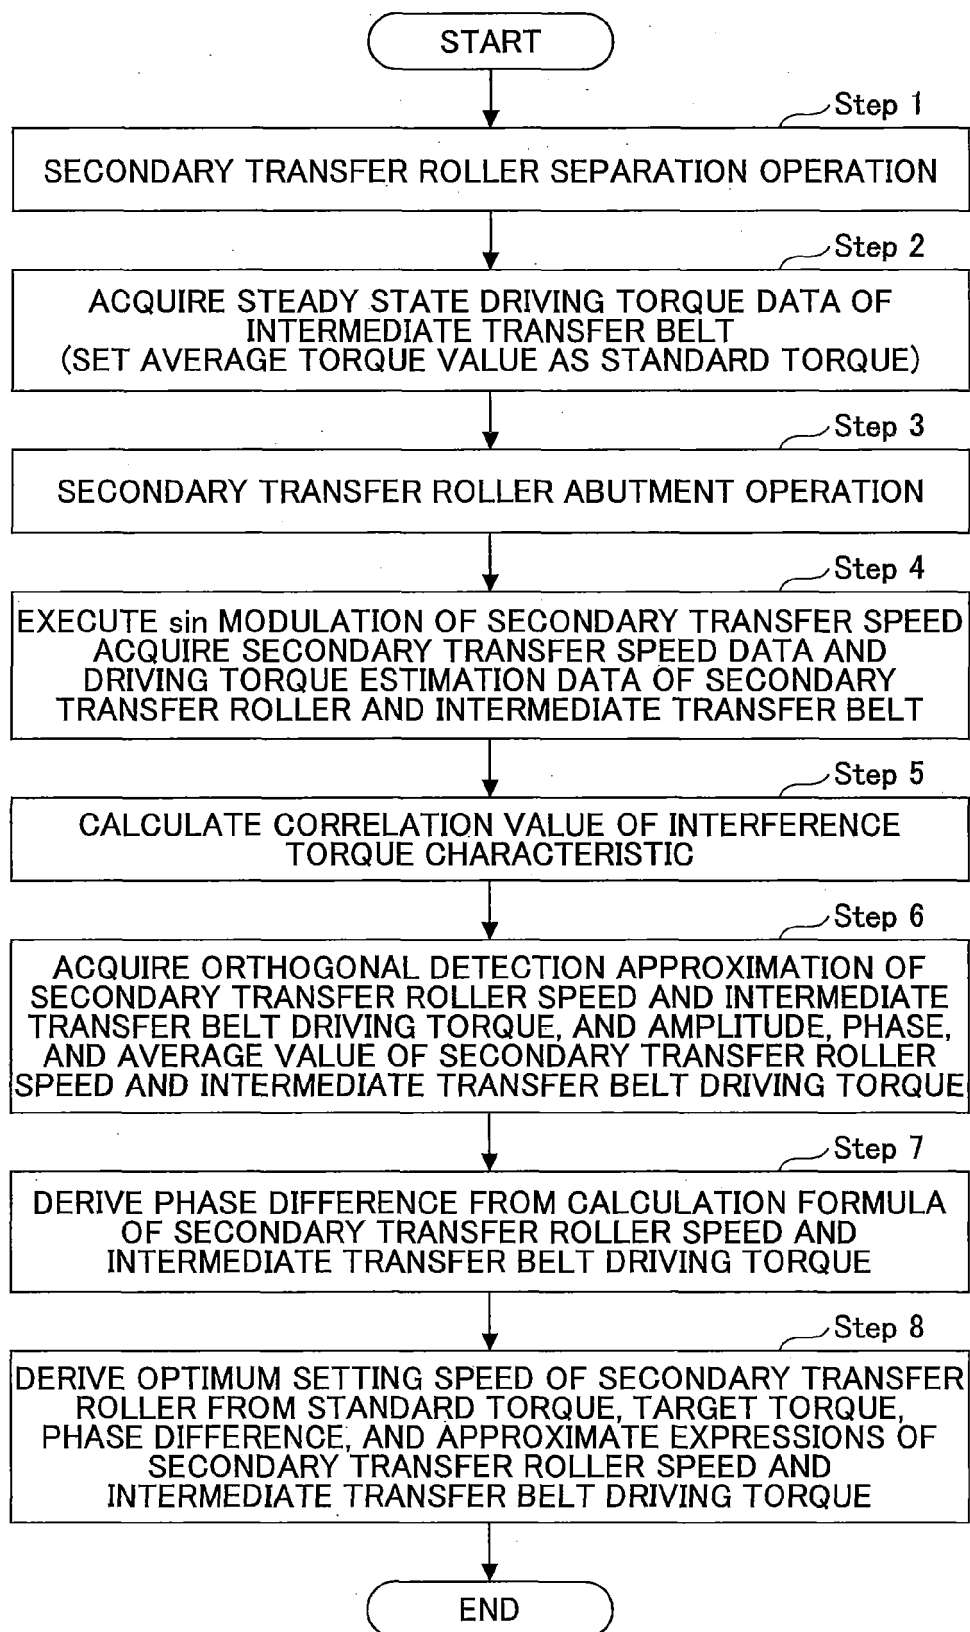 START
Step 1
SECONDARY TRANSFER ROLLER SEPARATION OPERATION
Step 2
ACQUIRE STEADY STATE DRIVING TORQUE DATA OF
INTERMEDIATE TRANSFER BELT
(SET AVERAGE TORQUE VALUE AS STANDARD TORQUE)
Step 3
SECONDARY TRANSFER ROLLER ABUTMENT OPERATION
Step 4
EXECUTE sin MODULATION OF SECONDARY TRANSFER SPEED
ACQUIRE SECONDARY TRANSFER SPEED DATA AND
DRIVING TORQUE ESTIMATION DATA OF SECONDARY
TRANSFER ROLLER AND INTERMEDIATE TRANSFER BELT
Step 5
CALCULATE CORRELATION VALUE OF INTERFERENCE
TORQUE CHARACTERISTIC
Step 6
ACQUIRE ORTHOGONAL DETECTION APPROXIMATION OF
SECONDARY TRANSFER ROLLER SPEED AND INTERMEDIATE
TRANSFER BELT DRIVING TORQUE, AND AMPLITUDE, PHASE,
AND AVERAGE VALUE OF SECONDARY TRANSFER ROLLER
SPEED AND INTERMEDIATE TRANSFER BELT DRIVING TORQUE
Step 7
DERIVE PHASE DIFFERENCE FROM CALCULATION FORMULA
OF SECONDARY TRANSFER ROLLER SPEED AND
INTERMEDIATE TRANSFER BELT DRIVING TORQUE
Step 8
DERIVE OPTIMUM SETTING SPEED OF SECONDARY TRANSFER
ROLLER FROM STANDARD TORQUE, TARGET TORQUE,
PHASE DIFFERENCE, AND APPROXIMATE EXPRESSIONS OF
SECONDARY TRANSFER ROLLER SPEED AND
INTERMEDIATE TRANSFER BELT DRIVING TORQUE
END